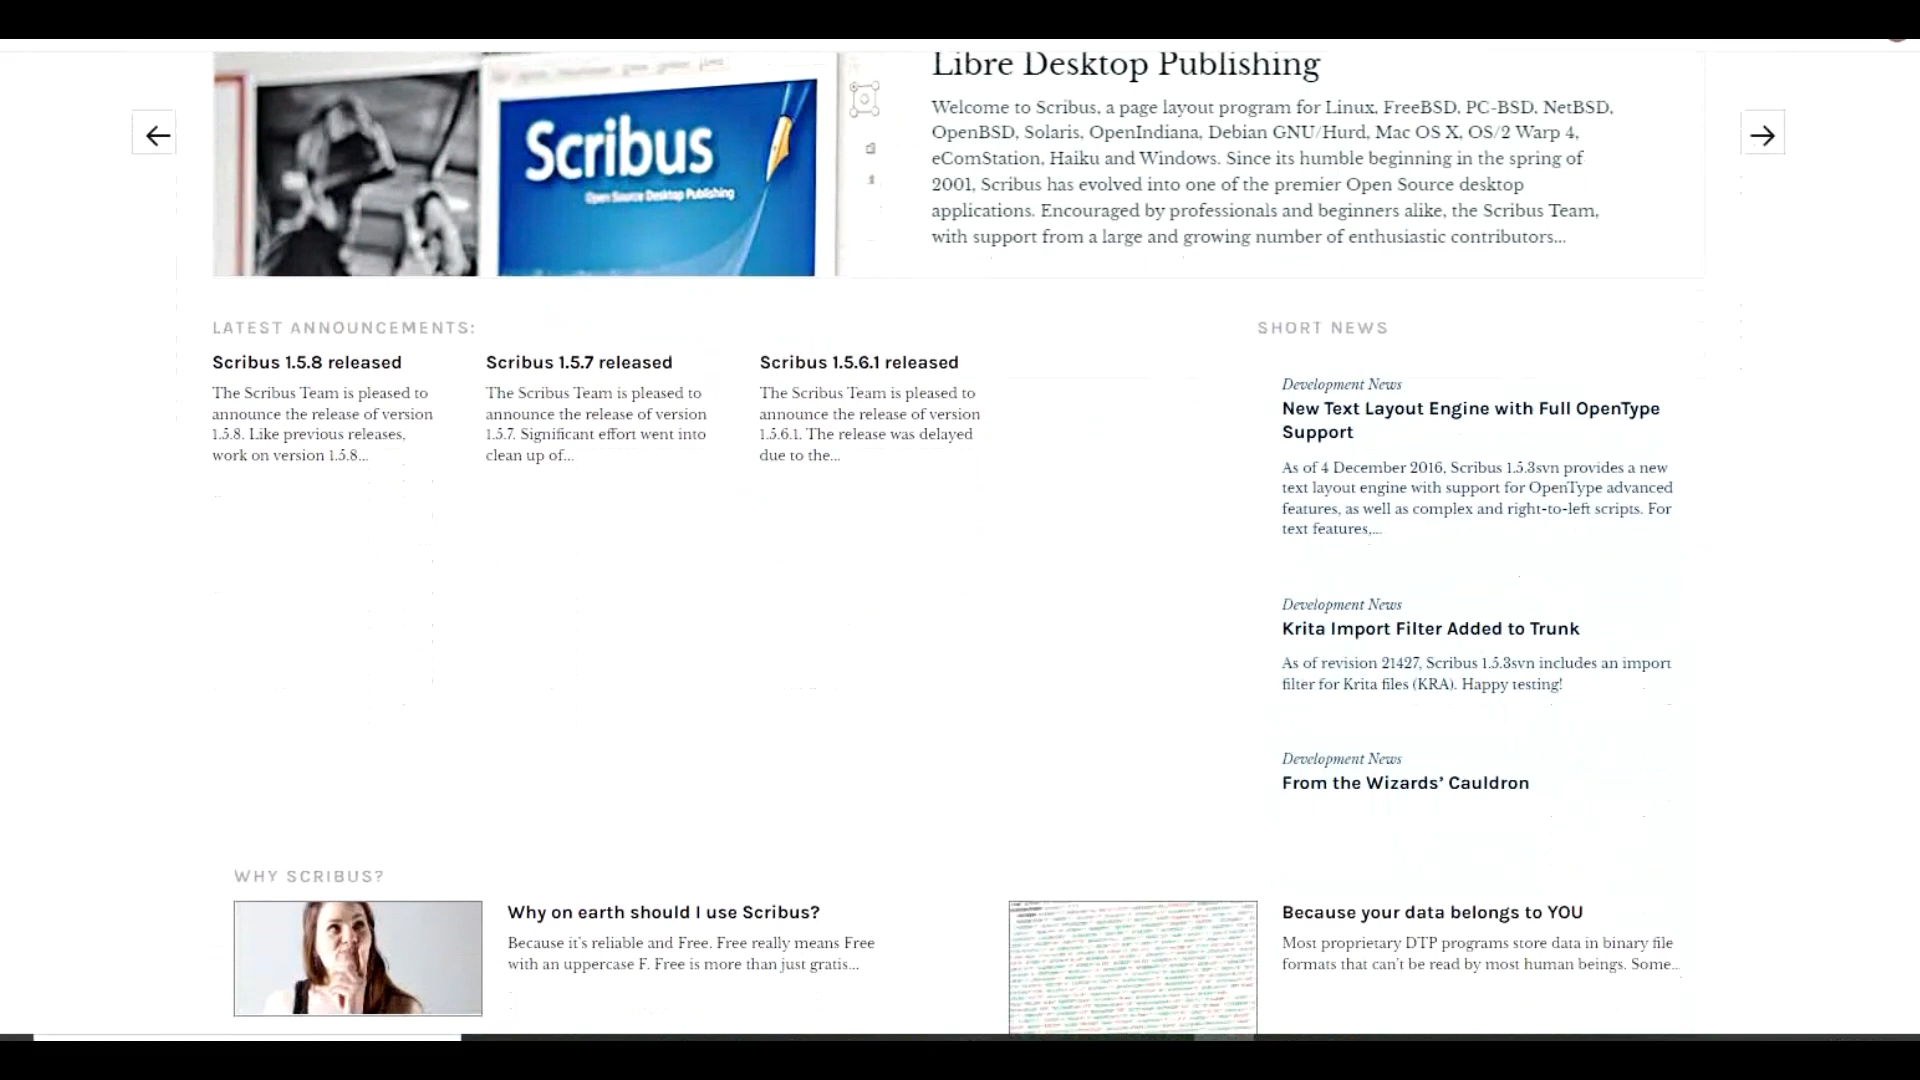 Scribus
Open Source Desktop Publishing
Libre Desktop Publishing
Welcome to Scribus, a page layout program for Linux, FreeBSD, PC-BSD, NetBSD,
OpenBSD, Solaris, OpenIndiana, Debian GNU/Hurd, Mac OS X, OS/2 Warp 4,
eComStation, Haiku and Windows. Since its humble beginning in the spring of
2001, Scribus has evolved into one of the premier Open Source desktop
applications. Encouraged by professionals and beginners alike, the Scribus Team,
with support from a large and growing number of enthusiastic contributors...
LATEST ANNOUNCEMENTS:
Scribus 1.5.8 released
The Scribus Team is pleased to
announce the release of version
1.5.8. Like previous releases,
work on version 1.5.8...
Scribus 1.5.7 released
The Scribus Team is pleased to
announce the release of version
1.5.7. Significant effort went into
clean up of...
Scribus 1.5.6.1 released
The Scribus Team is pleased to
announce the release of version
1.5.6.1. The release was delayed
due to the...
SHORT NEWS
Development News
New Text Layout Engine with Full OpenType
Support
As of 4 December 2016, Scribus 1.5.3svn provides a new
text layout engine with support for OpenType advanced
features, as well as complex and right-to-left scripts. For
text features,...
Development News
Krita Import Filter Added to Trunk
As of revision 21427, Scribus 1.5.3svn includes an import
filter for Krita files (KRA). Happy testing!
Development News
From the Wizards' Cauldron
WHY SCRIBUS?
Why on earth should I use Scribus?
Because it's reliable and Free. Free really means Free
with an uppercase F. Free is more than just gratis...
Because your data belongs to YOU
Most proprietary DTP programs store data in binary file
formats that can't be read by most human beings. Some...